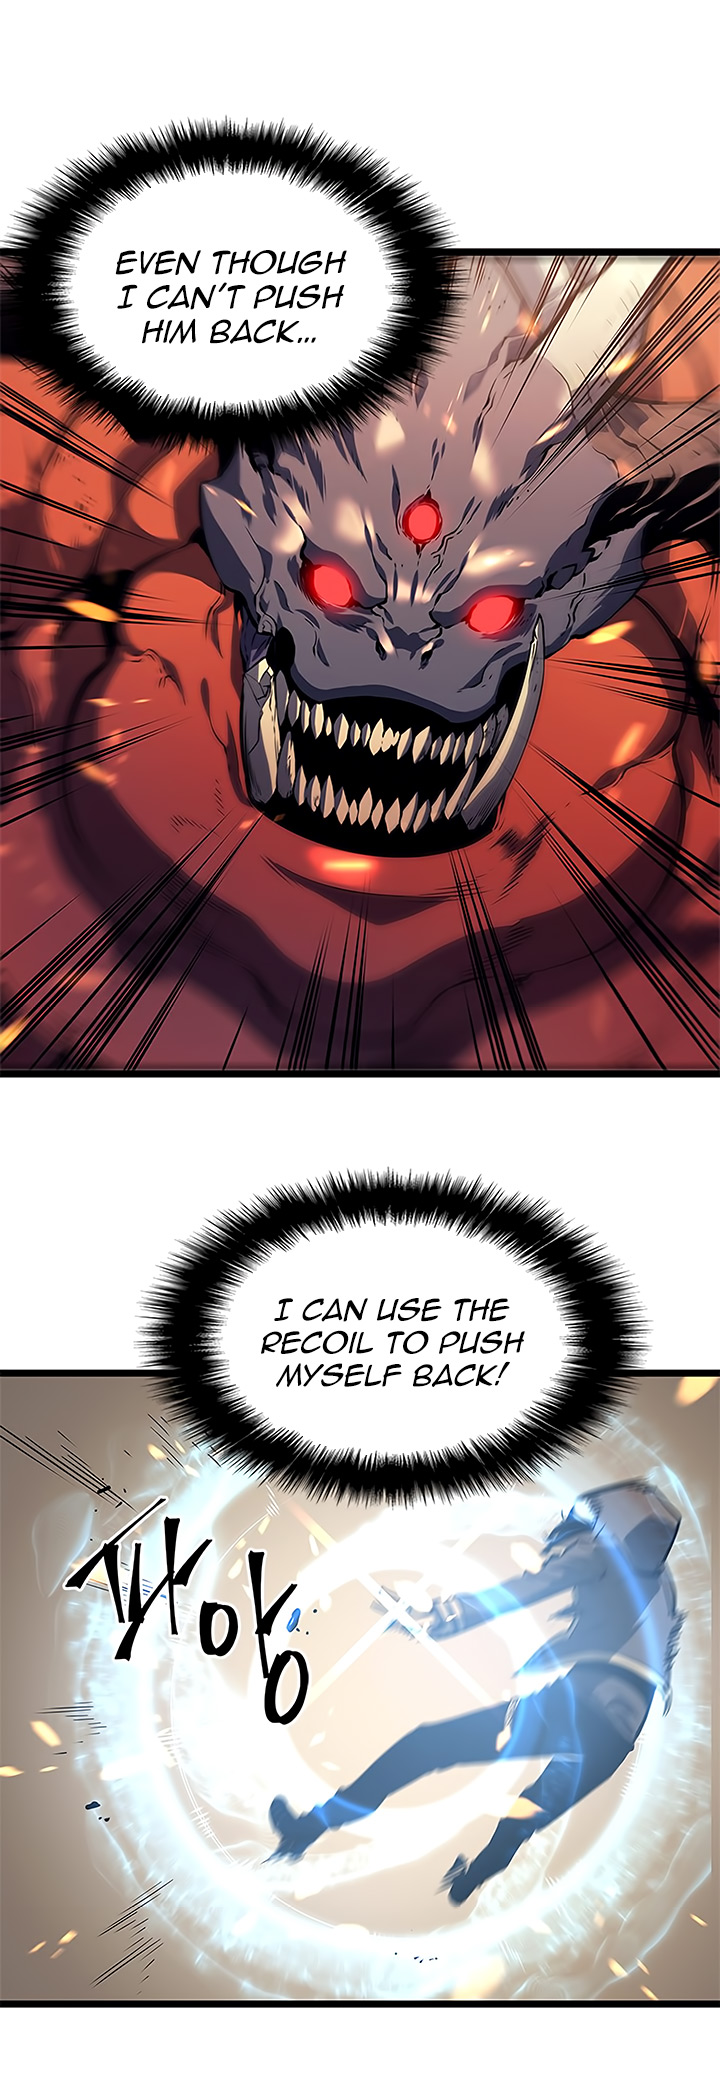 EVEN THOUGH
I CAN'T PUSH
HIM BACK...
I CAN USE THE
RECOIL TO PUSH
MYSELF BACK!